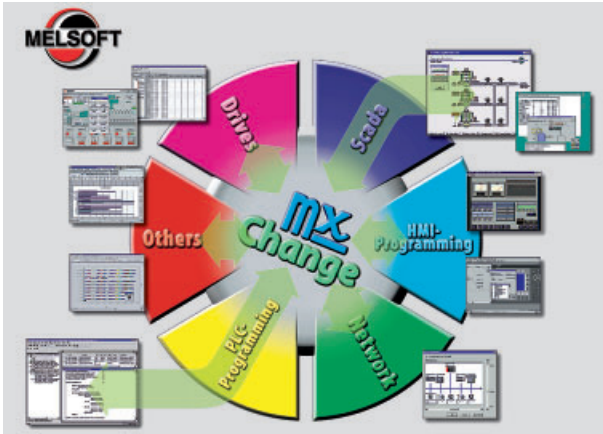 MELSOFT
Drives
Scada
Others
mx
Change
HMI-
Programming
PLC-
Programming
Network